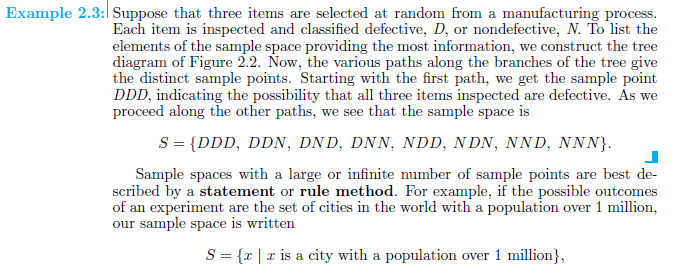 Example 2.3: Suppose that three items are selected at random from a manufacturing process.
Each item is inspected and classified defective, D, or nondefective, N. To list the
elements of the sample space providing the most information, we construct the tree
diagram of Figure 2.2. Now, the various paths along the branches of the tree give
the distinct sample points. Starting with the first path, we get the sample point
DDD, indicating the possibility that all three items inspected are defective. As we
proceed along the other paths, we see that the sample space is
S = {DDD, DDN, DND, DNN, NDD, NDN, NND, NNN}.
Sample spaces with a large or infinite number of sample points are best de-
scribed by a statement or rule method. For example, if the possible outcomes
of an experiment are the set of cities in the world with a population over 1 million,
our sample space is written
S = {x | x is a city with a population over 1 million},